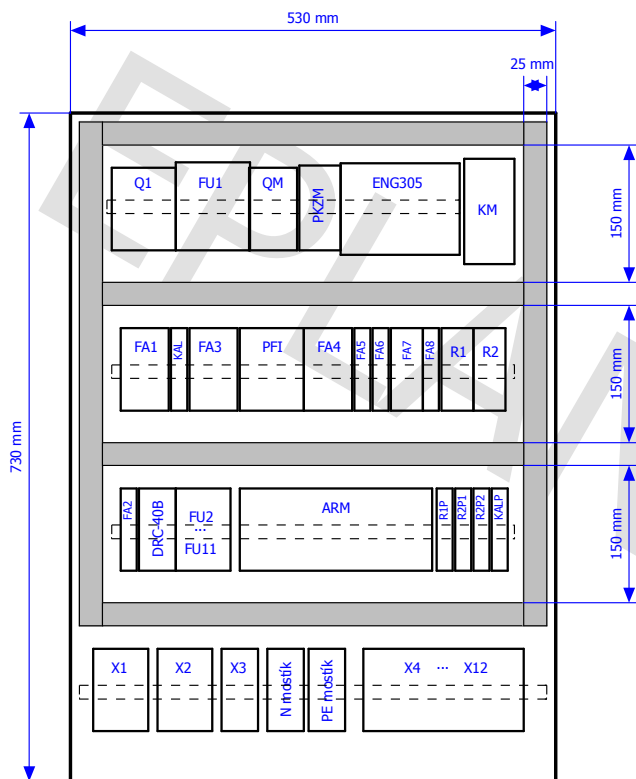 530 mm
25 mm
EPLAN
Q1
FU1
QM
PKZM
ENG305
KM
150 mm
FA1
KAL
FA3
PFI
FA4
FA5
FA6
FA7
FA8
R1
R2
150 mm
730 mm
FA2
DRC-40B
FU2
...
FU11
ARM
R1P
R2P1
R2P2
KALP
150 mm
X1
X2
X3
N mostík
PE mostík
X4 ... X12